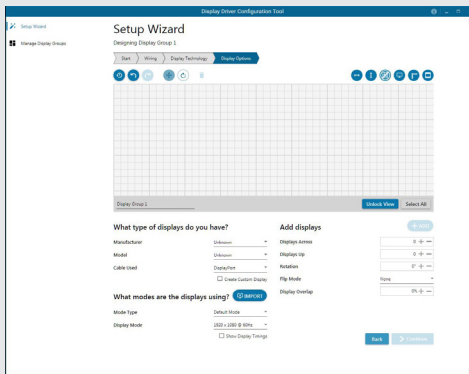 Display Driver Configuration Tool
Setup Wizard
Manage Display Groups
Setup Wizard
Designing Display Group 1
Start
Wiring
Display Technology
Display Options
Display Group 1
Unlock View
Select All
What type of displays do you have?
Manufacturer Unknown
Model Unknown
Cable Used DisplayPort
Create Custom Display
What modes are the displays using?
IMPORT
Mode Type Default Mode
Display Mode 1920 x 1080 @ 60Hz
Show Display Timings
Add displays
ADD
Displays Across 0
Displays Up 0
Rotation 0°
Flip Mode None
Display Overlap 0%
Back
Continue